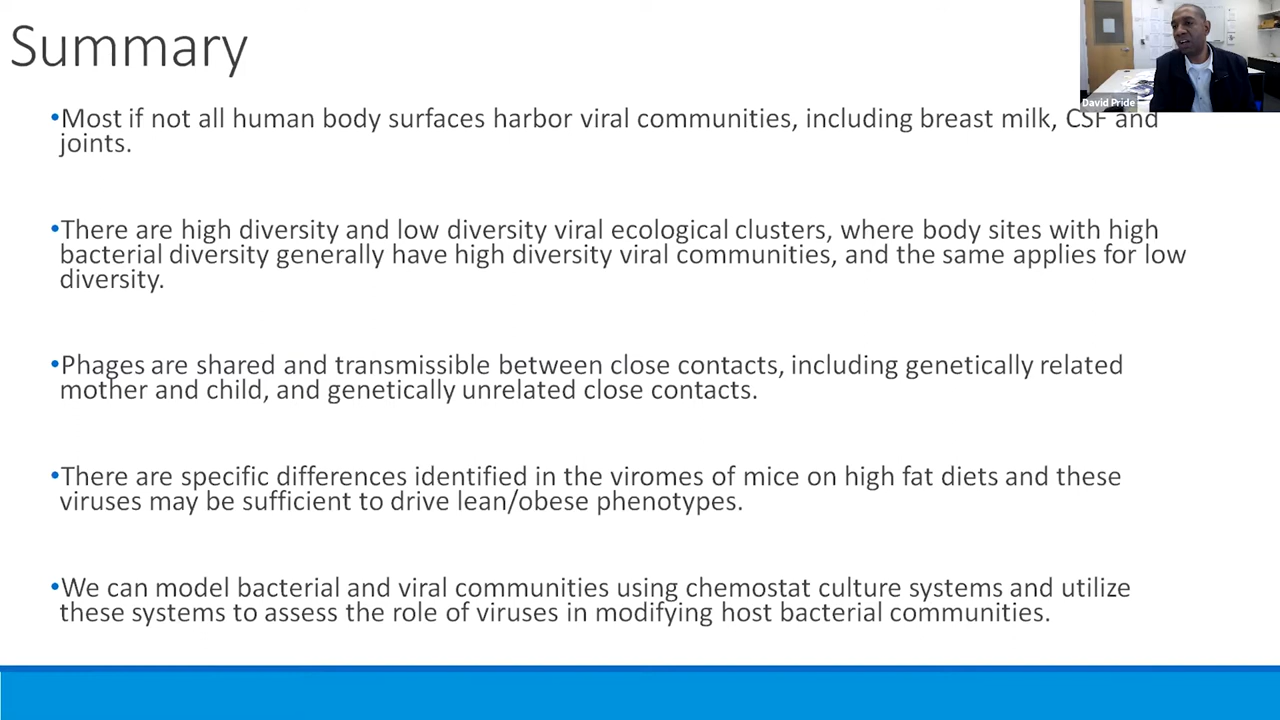 Summary
David Pride
•Most if not all human body surfaces harbor viral communities, including breast milk, CSF and
joints.
•There are high diversity and low diversity viral ecological clusters, where body sites with high
bacterial diversity generally have high diversity viral communities, and the same applies for low
diversity.
•Phages are shared and transmissible between close contacts, including genetically related
mother and child, and genetically unrelated close contacts.
•There are specific differences identified in the viromes of mice on high fat diets and these
viruses may be sufficient to drive lean/obese phenotypes.
•We can model bacterial and viral communities using chemostat culture systems and utilize
these systems to assess the role of viruses in modifying host bacterial communities.